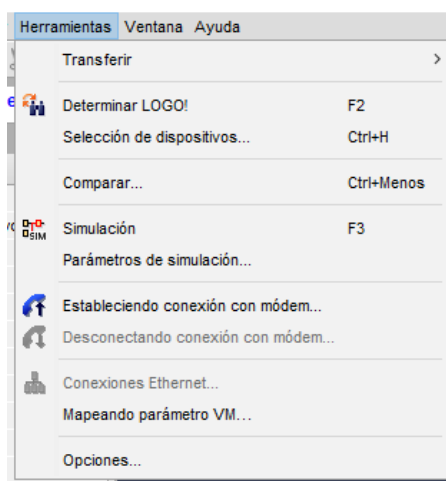 Herramientas Ventana Ayuda
Transferir >
Determinar LOGO! F2
Selección de dispositivos... Ctrl+H
Comparar... Ctrl+Menos
SIM Simulación F3
Parámetros de simulación...
Estableciendo conexión con módem...
Desconectando conexión con módem...
Conexiones Ethernet...
Mapeando parámetro VM...
Opciones...